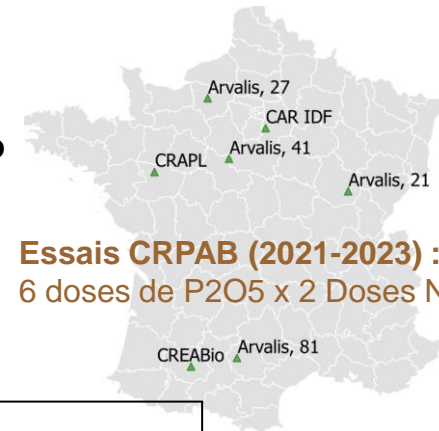 Arvalis, 27
CAR IDF
Arvalis, 41
CRAPL
Arvalis, 21
Essais CRPAB (2021-2023) :
6 doses de P2O5 x 2 Doses N
CREABio
Arvalis, 81